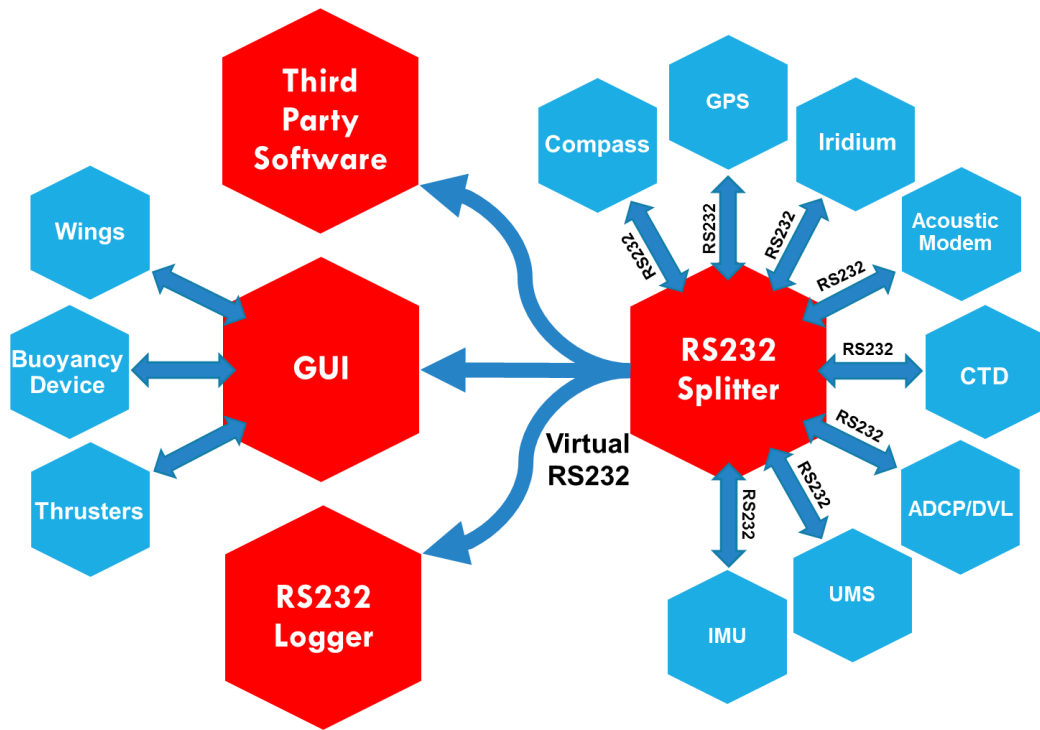 Third
Party
Software
Wings
Buoyancy
Device
Thrusters
GUI
RS232
Logger
Virtual
RS232
RS232
Splitter
Compass
GPS
Iridium
Acoustic
Modem
CTD
ADCP/DVL
UMS
IMU
RS232
RS232
RS232
RS232
RS232
RS232
RS232
RS232